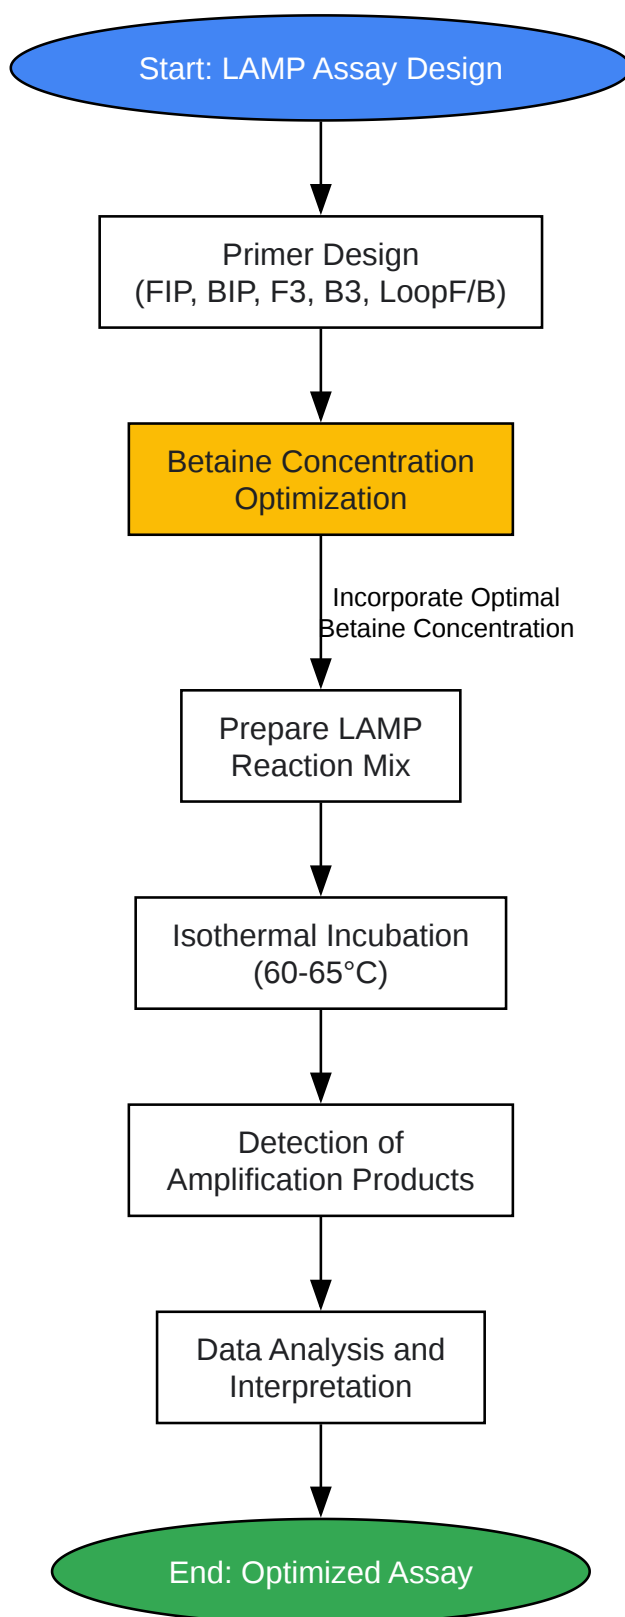 Start: LAMP Assay Design
Primer Design
(FIP, BIP, F3, B3, LoopF/B)
Betaine Concentration
Optimization
Incorporate Optimal
Betaine Concentration
Prepare LAMP
Reaction Mix
Isothermal Incubation
(60-65°C)
Detection of
Amplification Products
Data Analysis and
Interpretation
End: Optimized Assay